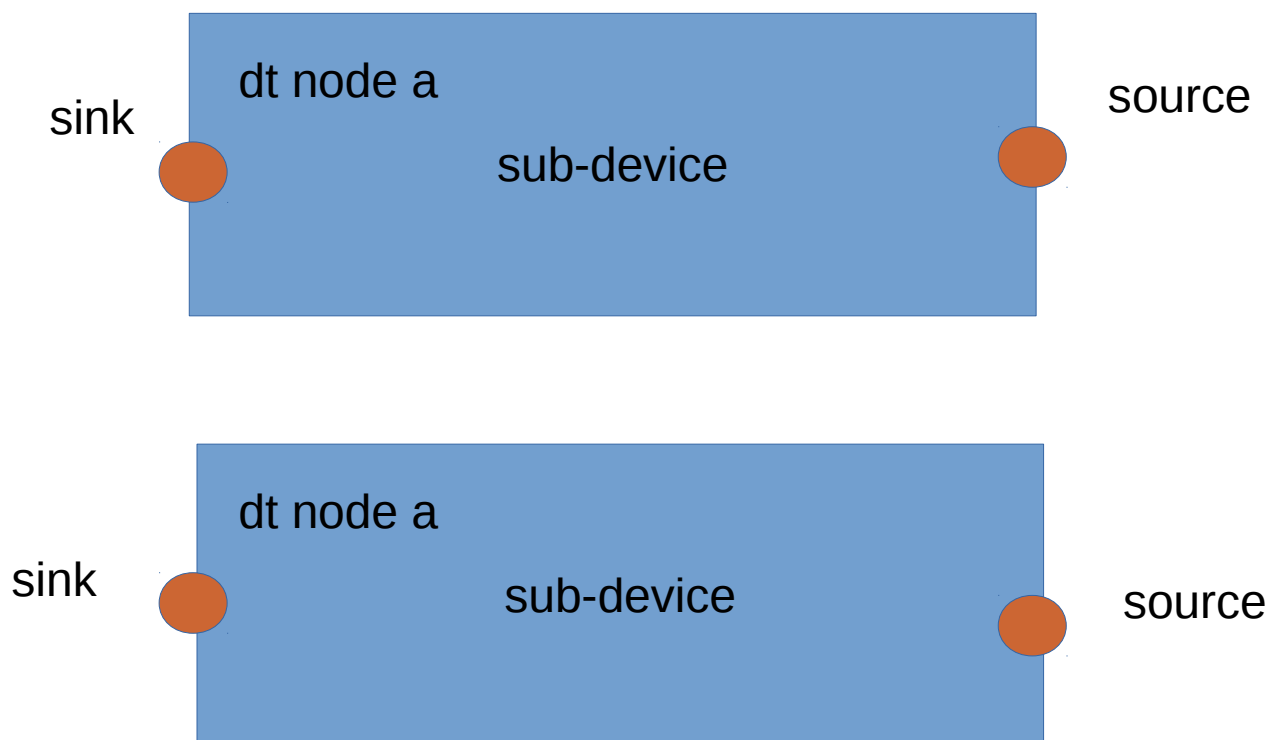 dt node a
sink
source
sub-device
dt node a
sink
sub-device
source